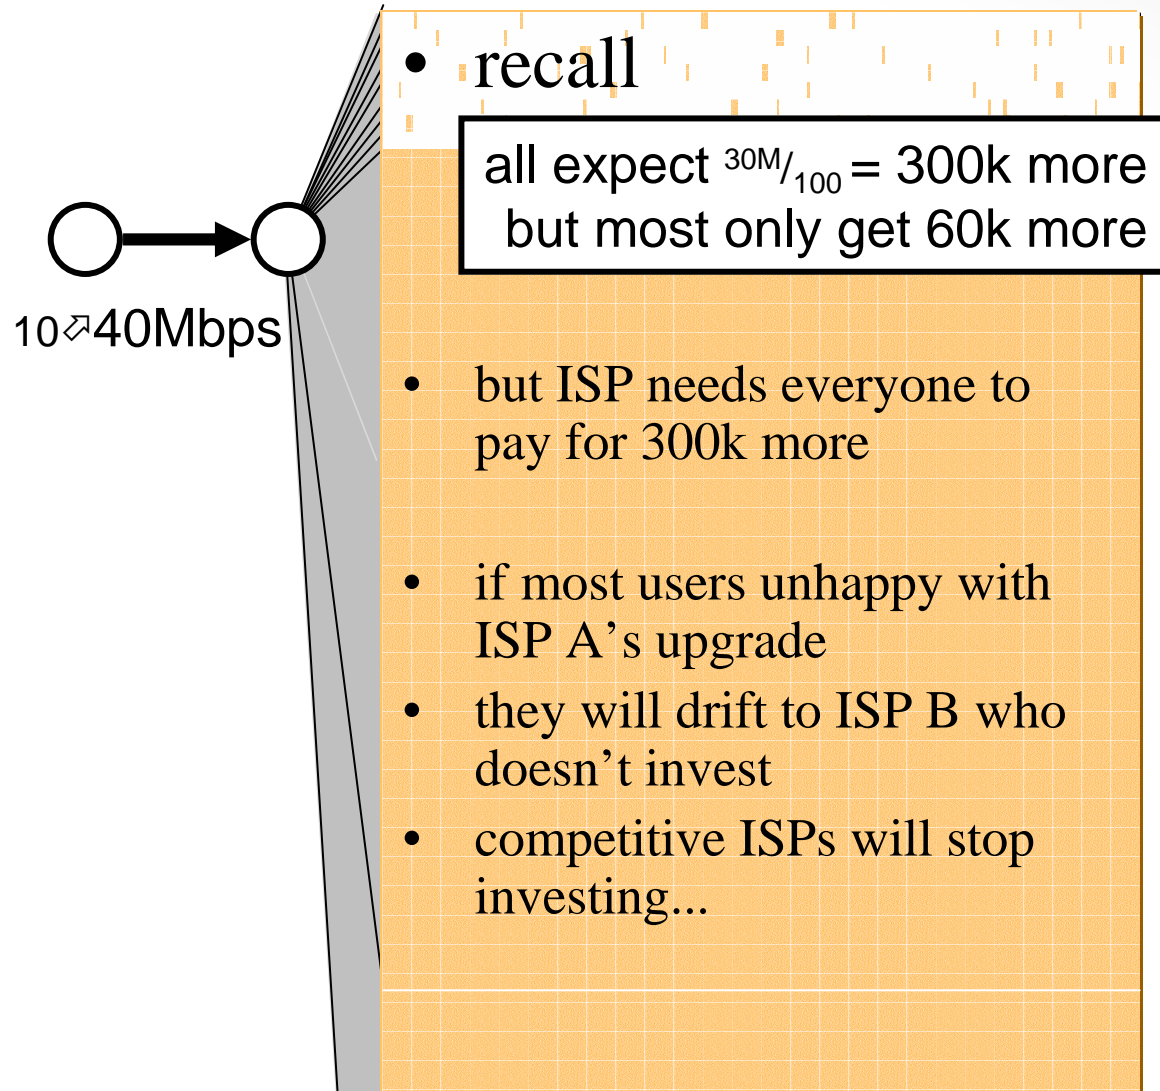 • recall
all expect 30M/100 = 300k more
but most only get 60k more
10⬀40Mbps
• but ISP needs everyone to
pay for 300k more
• if most users unhappy with
ISP A’s upgrade
• they will drift to ISP B who
doesn’t invest
• competitive ISPs will stop
investing...